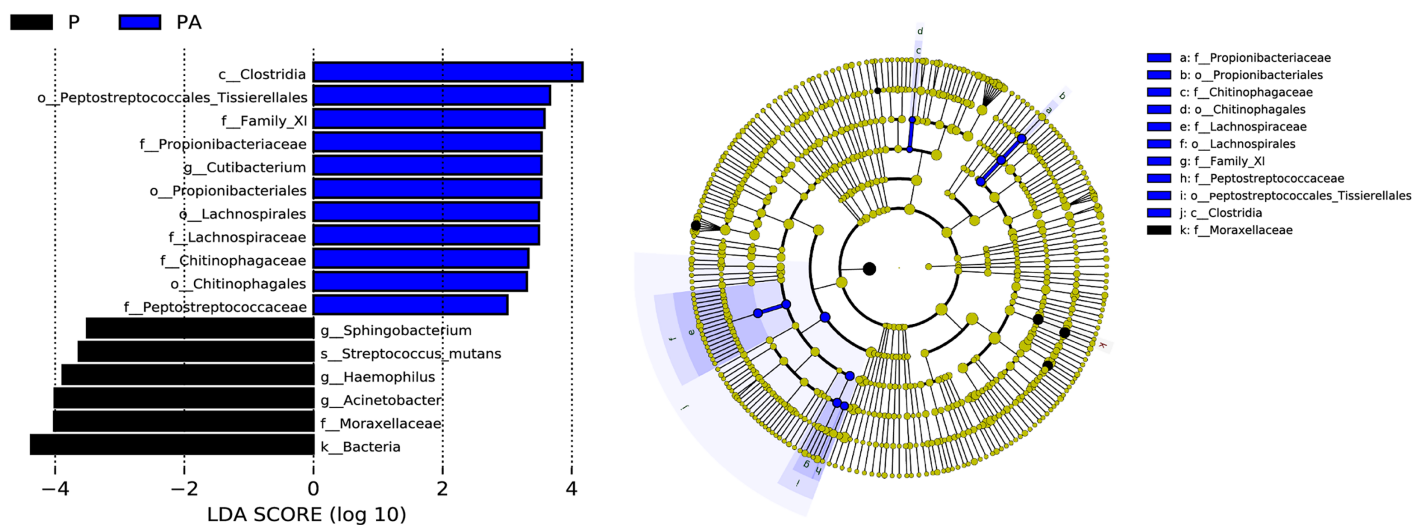 P PA
c__Clostridia
o__Peptostreptococcales_Tissierellales
f__Family_XI
f__Propionibacteriaceae
g__Cutibacterium
o__Propionibacteriales
o__Lachnospirales
f__Lachnospiraceae
f__Chitinophagaceae
o__Chitinophagales
f__Peptostreptococcaceae
g__Sphingobacterium
s__Streptococcus_mutans
g__Haemophilus
g__Acinetobacter
f__Moraxellaceae
k__Bacteria
−4 −2 0 2 4
LDA SCORE (log 10)
d
c
b
a
e
f
j
g
h
i
k
a: f__Propionibacteriaceae
b: o__Propionibacteriales
c: f__Chitinophagaceae
d: o__Chitinophagales
e: f__Lachnospiraceae
f: o__Lachnospirales
g: f__Family_XI
h: f__Peptostreptococcaceae
i: o__Peptostreptococcales_Tissierellales
j: c__Clostridia
k: f__Moraxellaceae